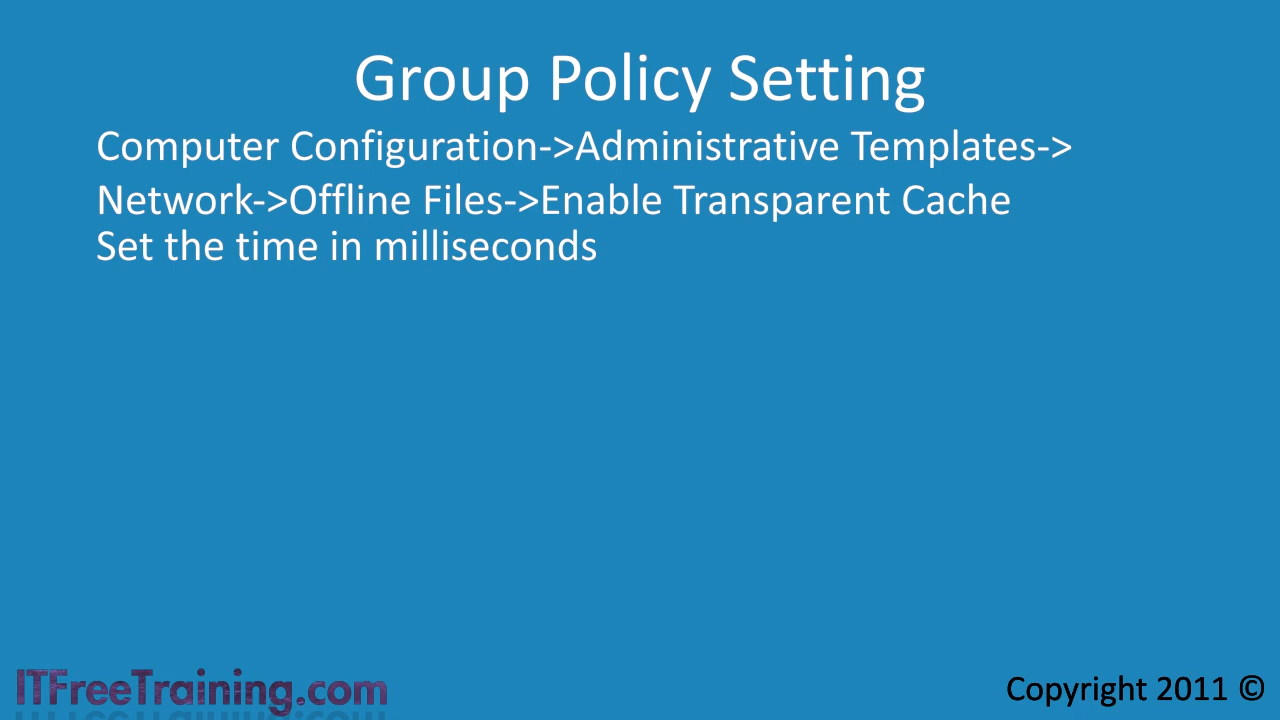 Group Policy Setting
Computer Configuration->Administrative Templates->
Network->Offline Files->Enable Transparent Cache
Set the time in milliseconds
ITFreeTraining.com
Copyright 2011 ©